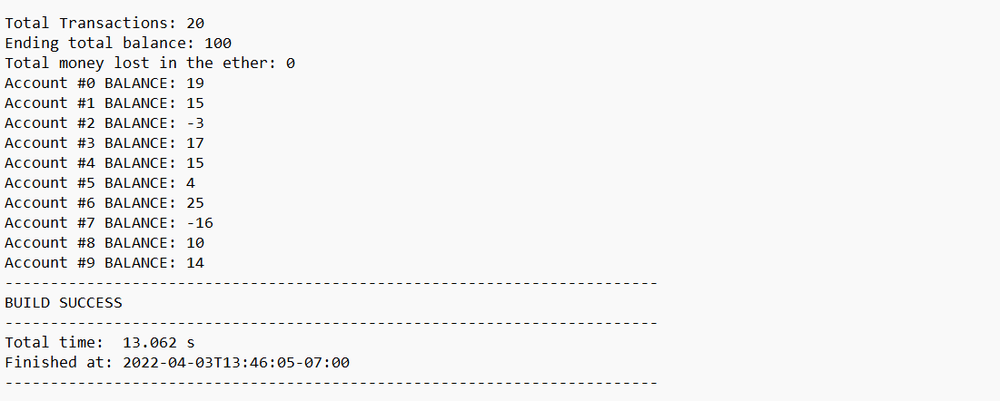 Total Transactions: 20
Ending total balance: 100
Total money lost in the ether: 0
Account #0 BALANCE: 19
Account #1 BALANCE: 15
Account #2 BALANCE: -3
Account #3 BALANCE: 17
Account #4 BALANCE: 15
Account #5 BALANCE: 4
Account #6 BALANCE: 25
Account #7 BALANCE: -16
Account #8 BALANCE: 10
Account #9 BALANCE: 14
------------------------------------------------------------------------
BUILD SUCCESS
------------------------------------------------------------------------
Total time:  13.062 s
Finished at: 2022-04-03T13:46:05-07:00
------------------------------------------------------------------------